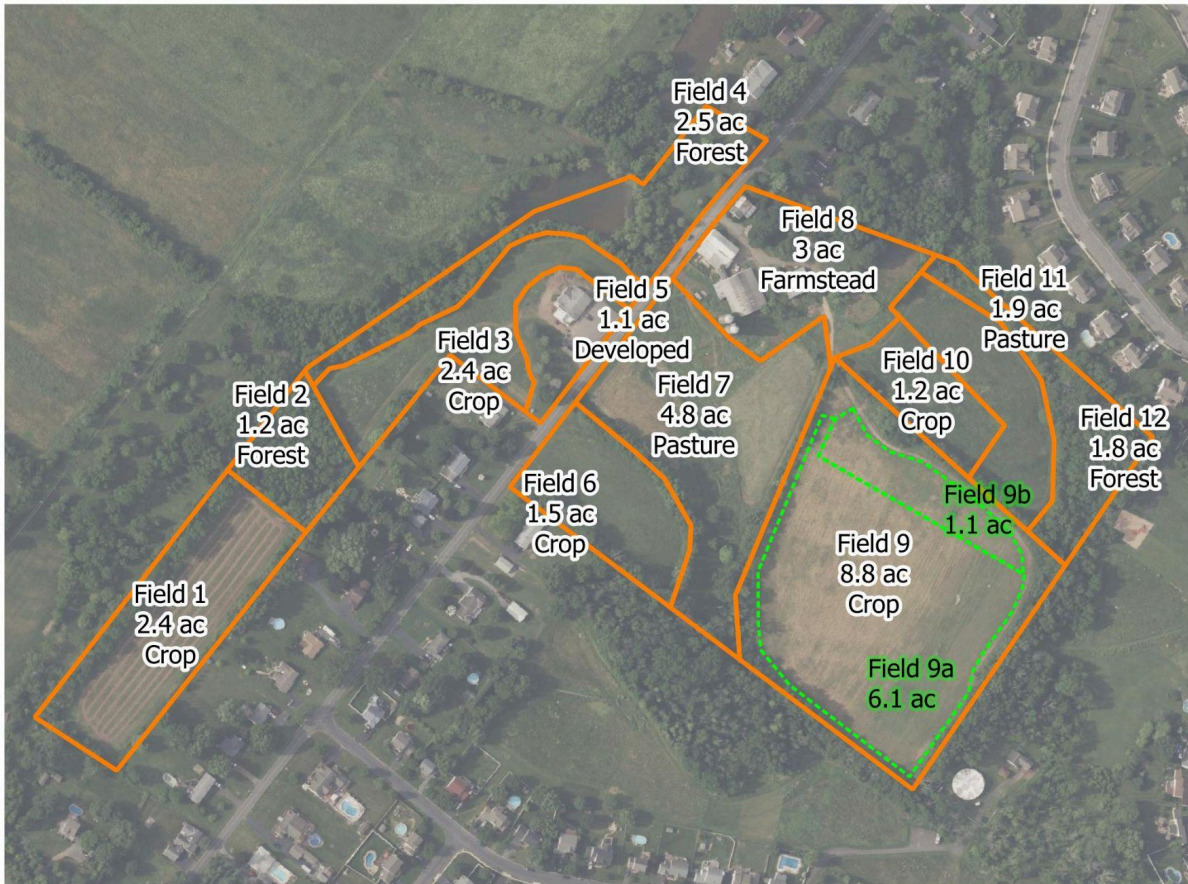 Field 4
2.5 ac
Forest
Field 8
3 ac
Farmstead
Field 11
1.9 ac
Pasture
Field 5
1.1 ac
Developed
Field 3
2.4 ac
Crop
Field 10
1.2 ac
Crop
Field 7
4.8 ac
Pasture
Field 2
1.2 ac
Forest
Field 12
1.8 ac
Forest
Field 6
1.5 ac
Crop
Field 9b
1.1 ac
Field 9
8.8 ac
Crop
Field 1
2.4 ac
Crop
Field 9a
6.1 ac